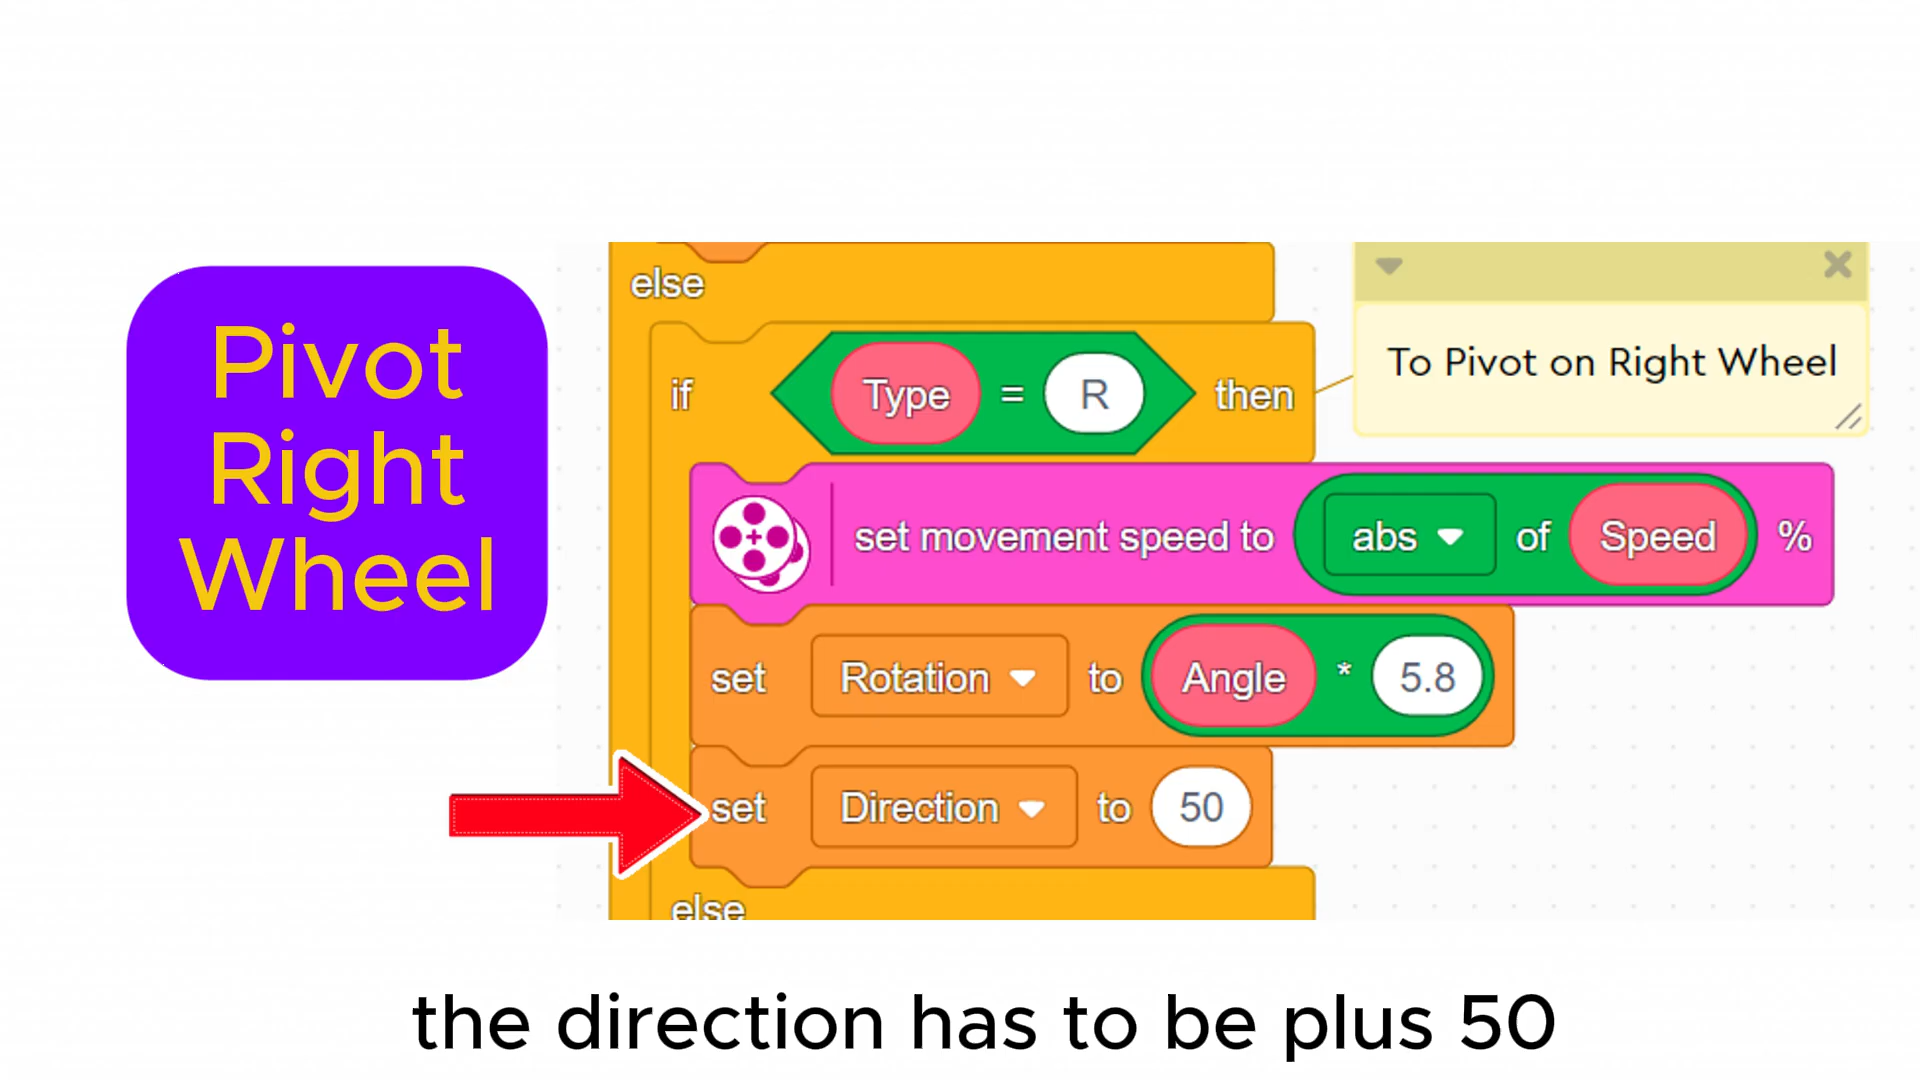 Pivot
Right
Wheel
else
if Type = R then
To Pivot on Right Wheel
set movement speed to abs of Speed %
set Rotation to Angle * 5.8
set Direction to 50
else
the direction has to be plus 50